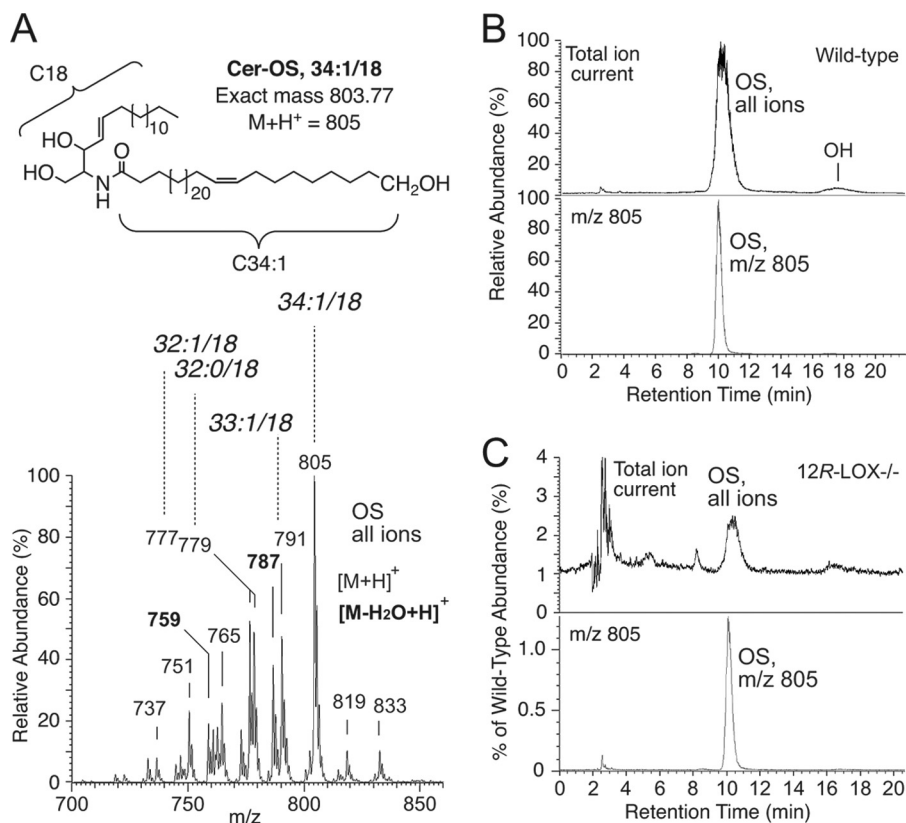 A
C18
Cer-OS, 34:1/18
Exact mass 803.77
M+H+ = 805
10
HO
O
HO
N
H
20
CH2OH
C34:1
34:1/18
32:1/18
32:0/18
33:1/18
100
80
60
40
20
0
Relative Abundance (%)
805
777
779
787
791
759
765
751
737
819
833
OS
all ions
[M+H]+
[M-H2O+H]+
700
750
800
850
m/z
B
100
80
60
40
20
100
80
60
40
20
0
Relative Abundance (%)
Relative Abundance (%)
Total ion
current
Wild-type
OS,
all ions
OH
m/z 805
OS,
m/z 805
0 2 4 6 8 10 12 14 16 18 20
Retention Time (min)
C
4
3
2
1
0
1.0
0.5
0
% of Wild-Type Abundance (%)
Total ion
current
OS,
all ions
12R-LOX-/-
m/z 805
OS,
m/z 805
0 2 4 6 8 10 12 14 16 18 20
Retention Time (min)